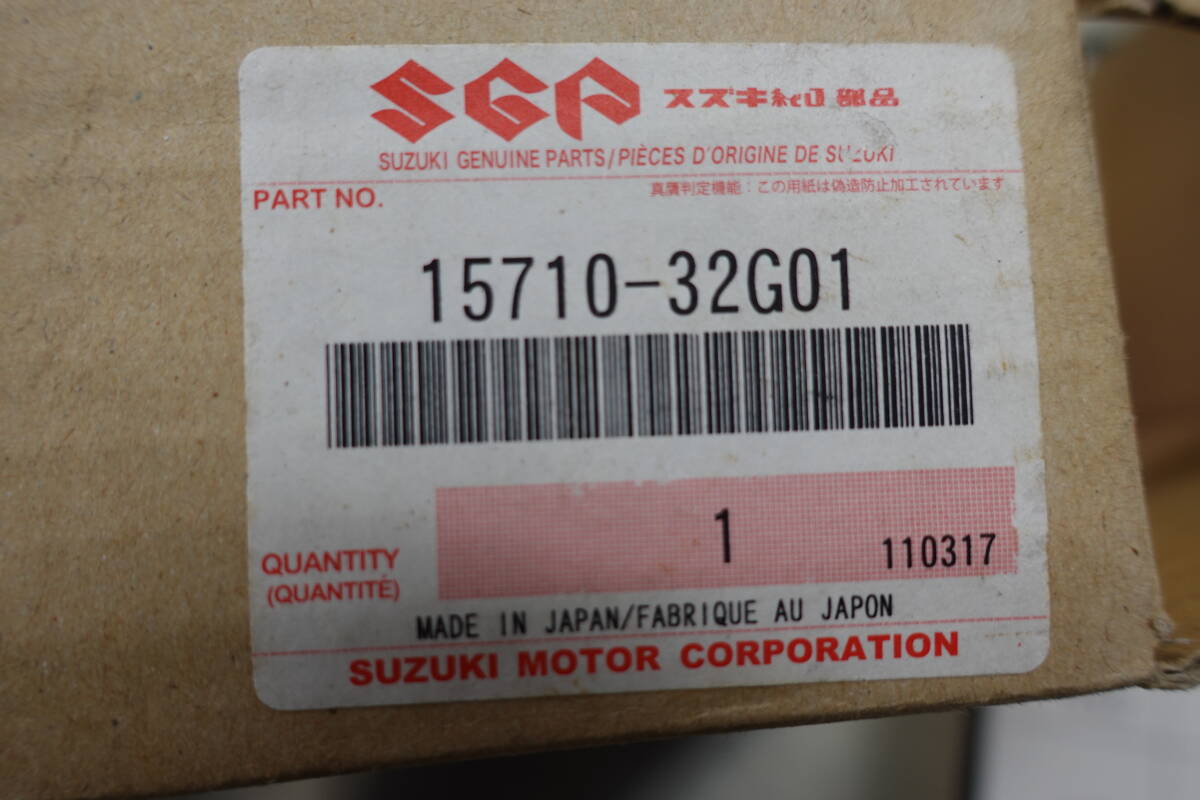 SGP スズキ純正部品
SUZUKI GENUINE PARTS/PIÈCES D'ORIGINE DE SUZUKI
PART NO.
真贋判定機能：この用紙は偽造防止加工されています
15710-32G01
QUANTITY
(QUANTITÉ)
1
110317
MADE IN JAPAN/FABRIQUE AU JAPON
SUZUKI MOTOR CORPORATION